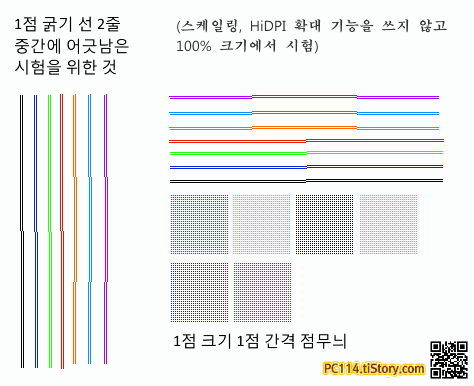 1점 굵기 선 2줄
중간에 어긋남은
시험을 위한 것
(스케일링, HiDPI 확대 기능을 쓰지 않고
100% 크기에서 시험)
1점 크기 1점 간격 점무늬
PC114.tiStory.com